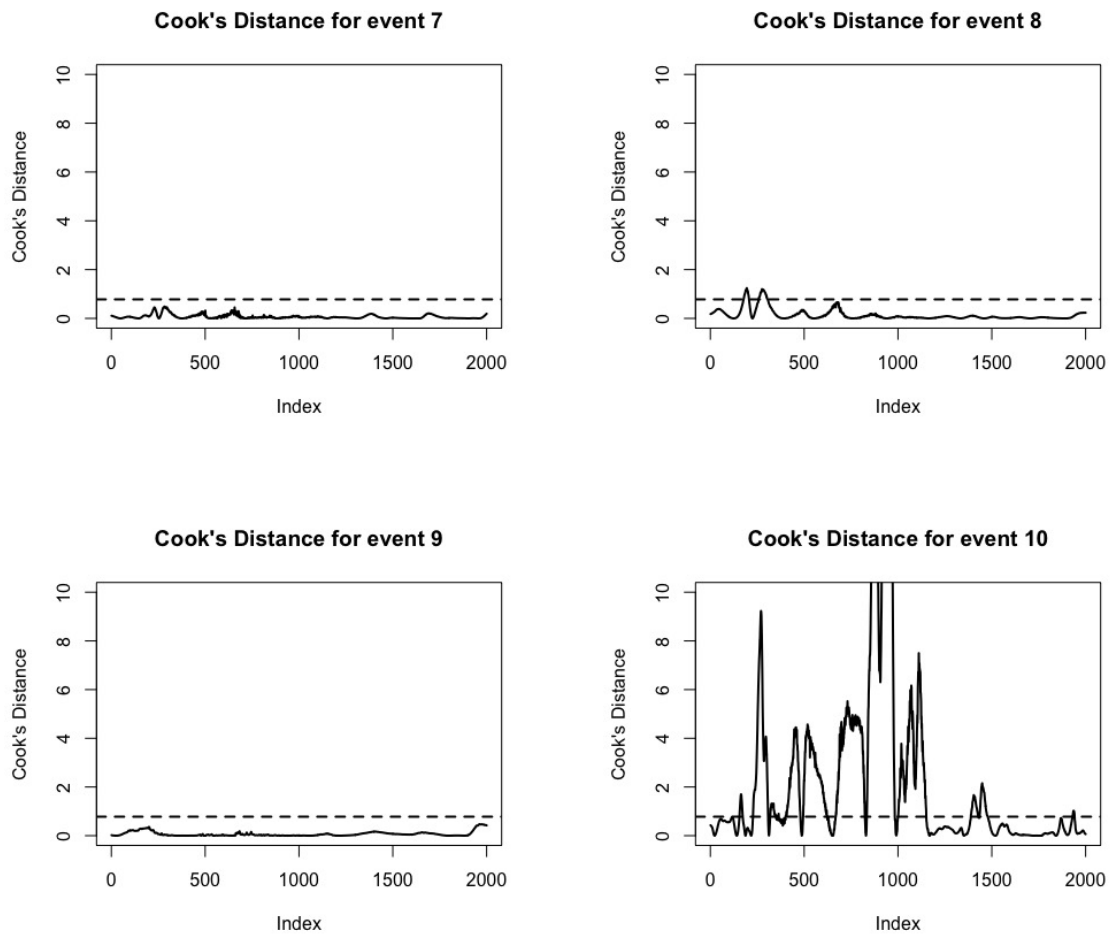 Cook's Distance for event 7
Cook's Distance
10
8
6
4
2
0
0 500 1000 1500 2000
Index
Cook's Distance for event 8
Cook's Distance
10
8
6
4
2
0
0 500 1000 1500 2000
Index
Cook's Distance for event 9
Cook's Distance
10
8
6
4
2
0
0 500 1000 1500 2000
Index
Cook's Distance for event 10
Cook's Distance
10
8
6
4
2
0
0 500 1000 1500 2000
Index